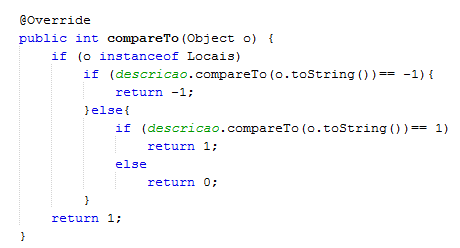 @Override
public int compareTo(Object o) {
    if (o instanceof Locais)
        if (descricao.compareTo(o.toString())== -1){
            return -1;
        }else{
            if (descricao.compareTo(o.toString())== 1)
                return 1;
            else
                return 0;
        }
    return 1;
}